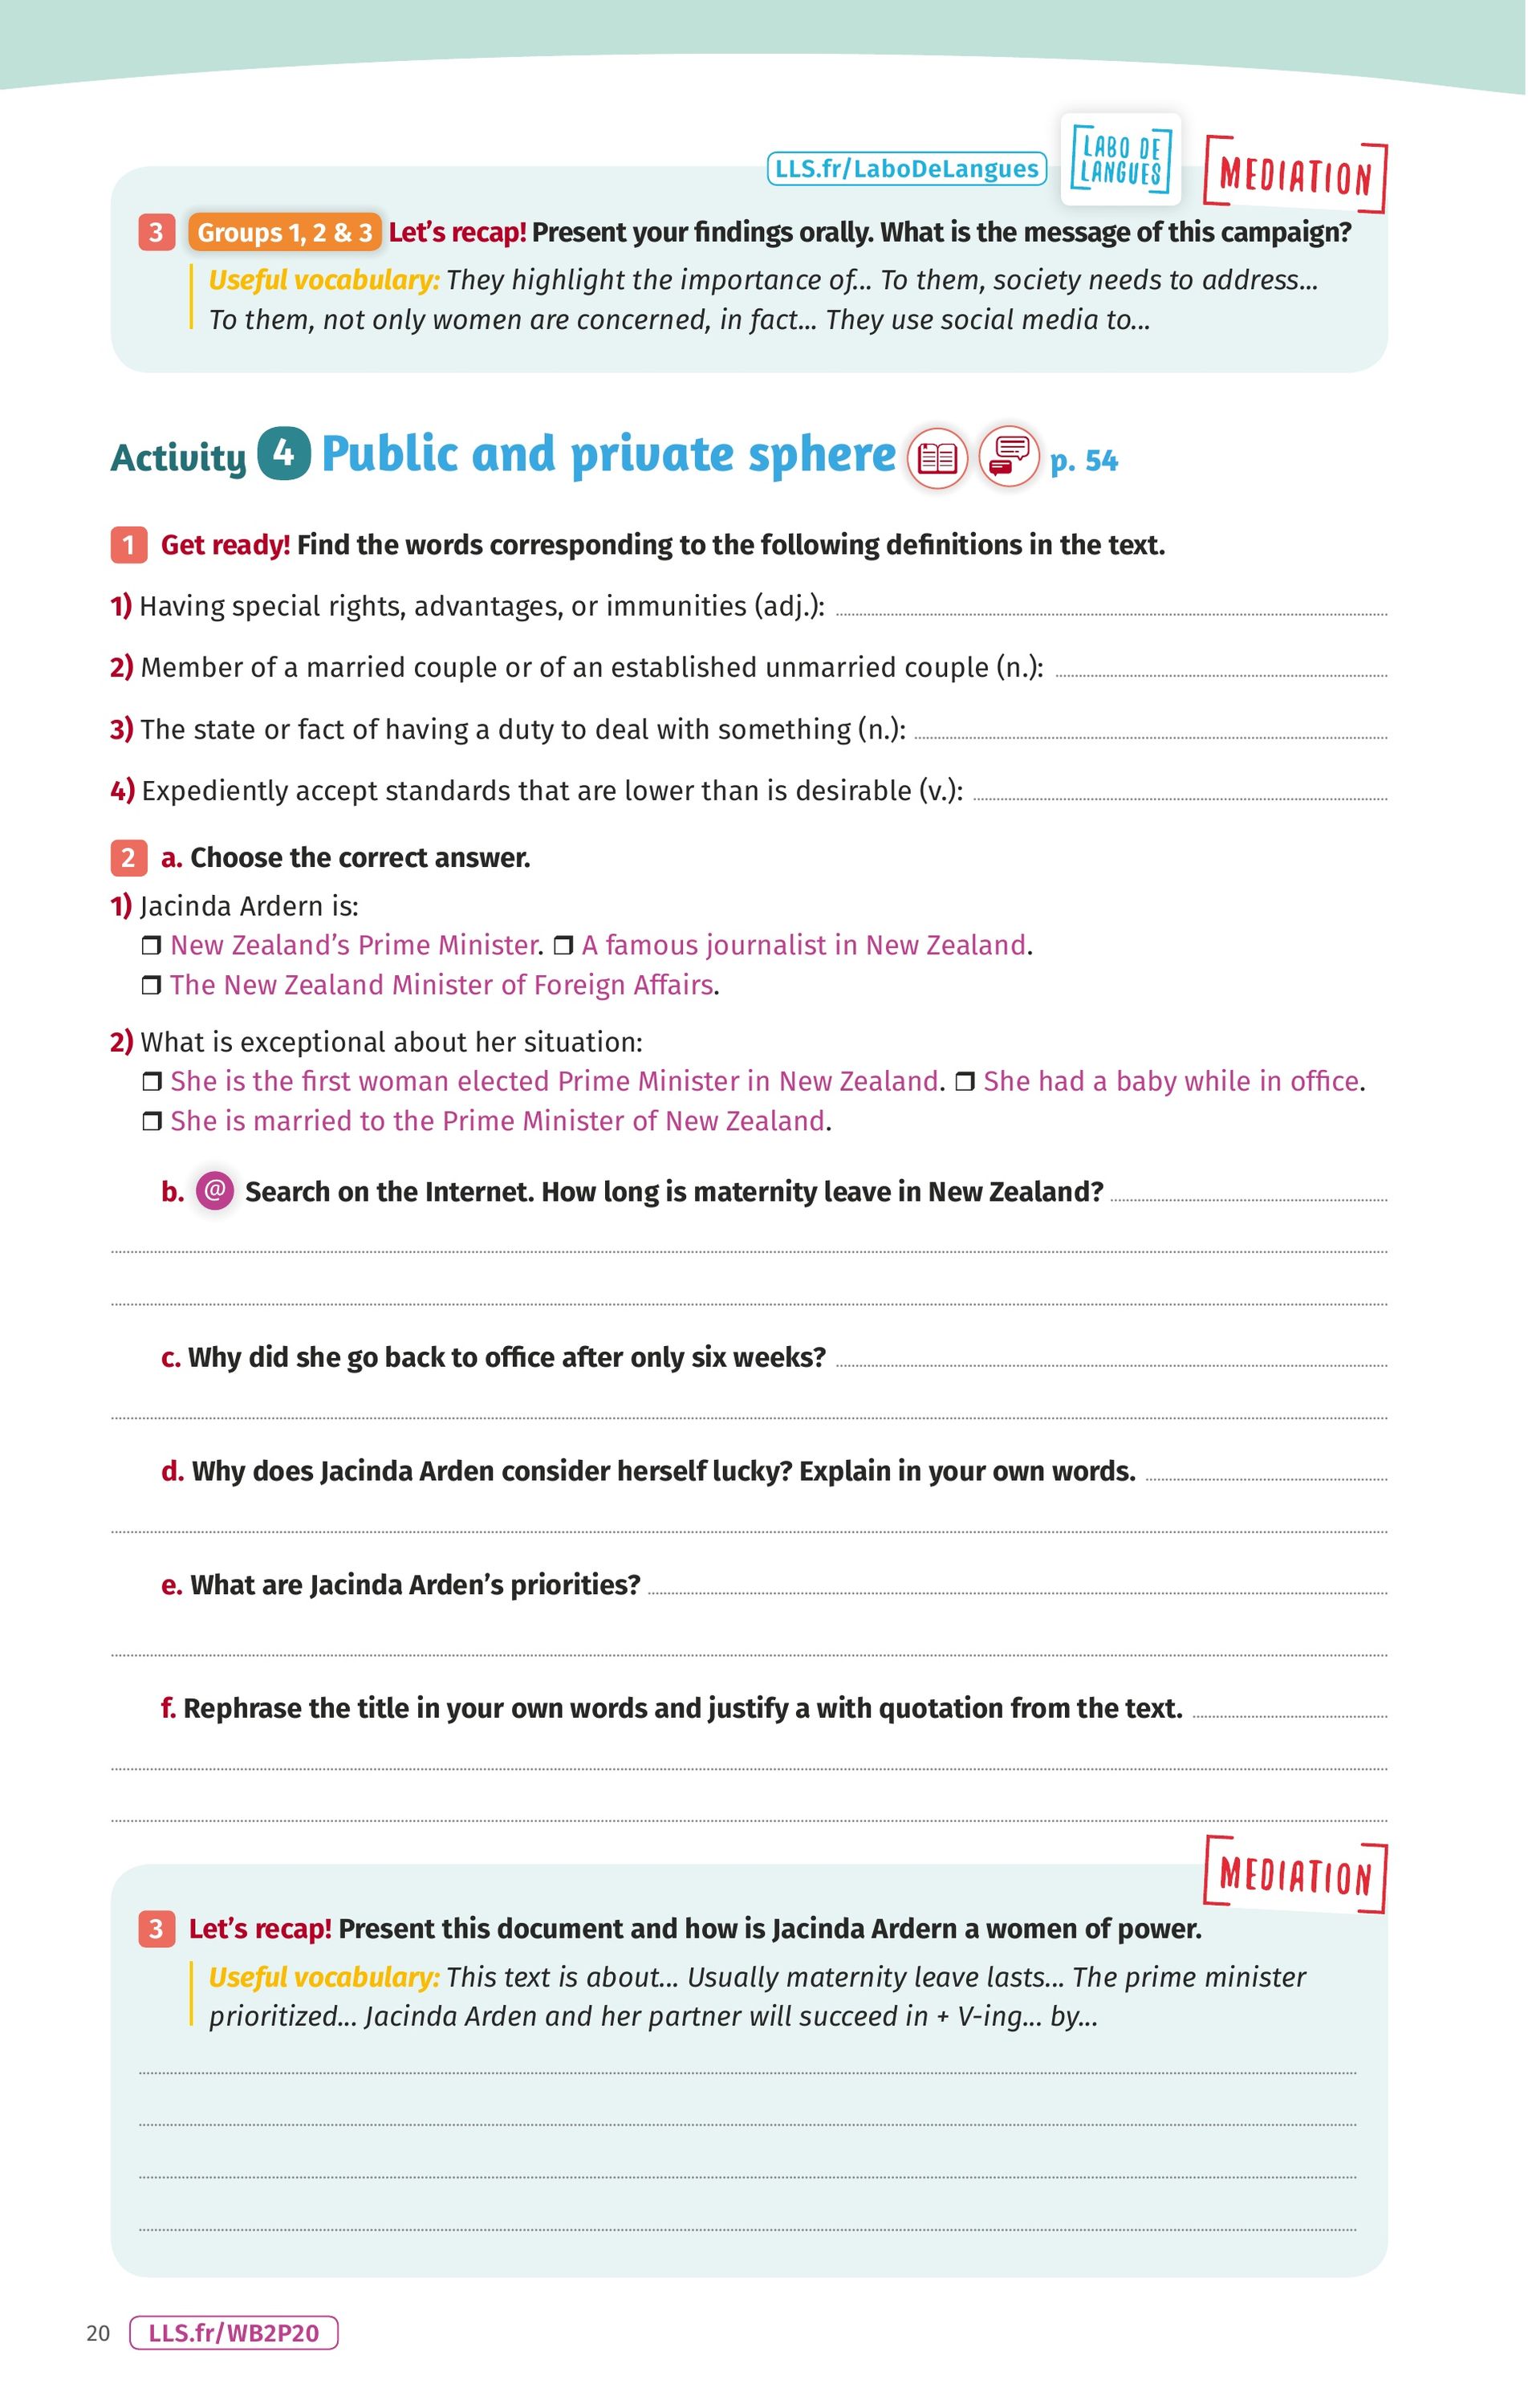 LLS.fr/LaboDeLangues
LABO DE
LANGUES
MEDIATION
3 Groups 1, 2 & 3 Let's recap! Present your findings orally. What is the message of this campaign?
Useful vocabulary: They highlight the importance of... To them, society needs to address...
To them, not only women are concerned, in fact... They use social media to...
Activity 4 Public and private sphere p. 54
1 Get ready! Find the words corresponding to the following definitions in the text.
1) Having special rights, advantages, or immunities (adj.):
2) Member of a married couple or of an established unmarried couple (n.):
3) The state or fact of having a duty to deal with something (n.):
4) Expediently accept standards that are lower than is desirable (v.):
2 a. Choose the correct answer.
1) Jacinda Ardern is:
❒ New Zealand’s Prime Minister. ❒ A famous journalist in New Zealand.
❒ The New Zealand Minister of Foreign Affairs.
2) What is exceptional about her situation:
❒ She is the first woman elected Prime Minister in New Zealand. ❒ She had a baby while in office.
❒ She is married to the Prime Minister of New Zealand.
b. @ Search on the Internet. How long is maternity leave in New Zealand?
c. Why did she go back to office after only six weeks?
d. Why does Jacinda Arden consider herself lucky? Explain in your own words.
e. What are Jacinda Arden’s priorities?
f. Rephrase the title in your own words and justify a with quotation from the text.
MEDIATION
3 Let’s recap! Present this document and how is Jacinda Ardern a women of power.
Useful vocabulary: This text is about... Usually maternity leave lasts... The prime minister
prioritized... Jacinda Arden and her partner will succeed in + V-ing... by...
20 LLS.fr/WB2P20